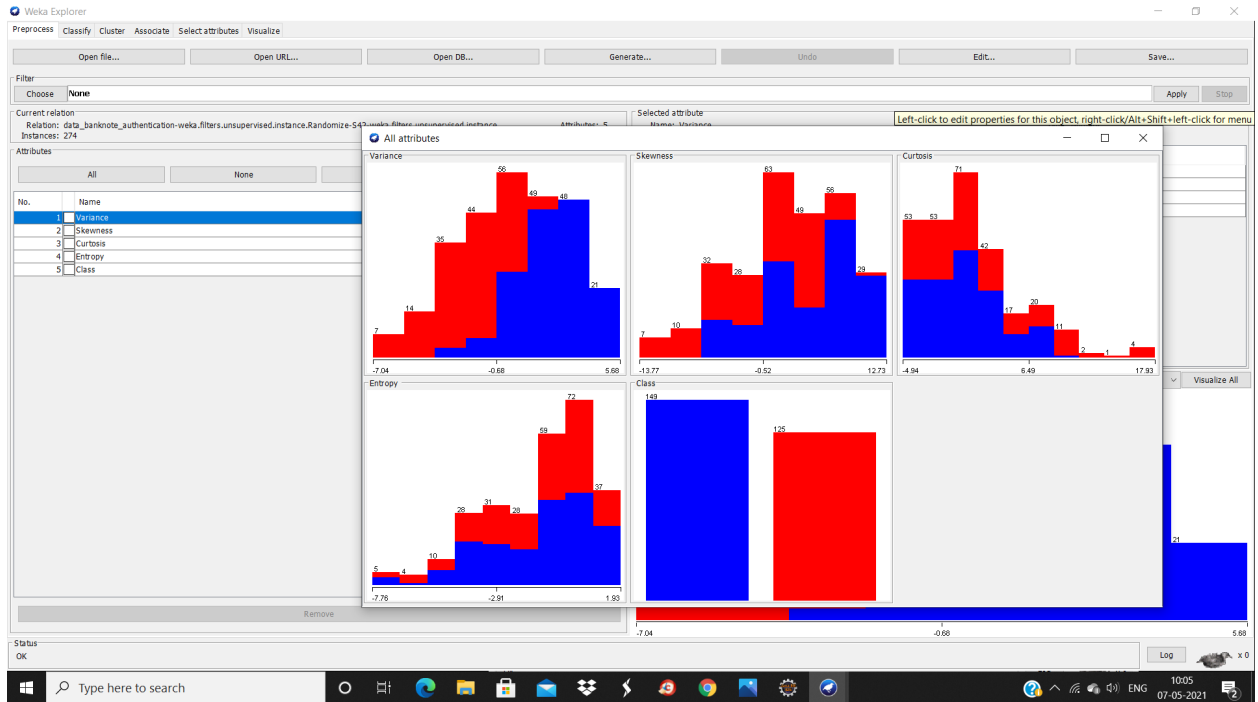 Weka Explorer
Preprocess Classify Cluster Associate Select attributes Visualize
Open file... Open URL... Open DB... Generate... Undo Edit... Save...
Filter
Choose None Apply Stop
Current relation
Relation: data_banknote_authentication-weka.filters.unsupervised.instance.Randomize-S42-weka.filters.unsupervised.instance Attributes: 5
Instances: 274
Selected attribute
Name: Variance
Left-click to edit properties for this object, right-click/Alt+Shift+left-click for menu
Attributes
All None
No. Name
1 Variance
2 Skewness
3 Curtosis
4 Entropy
5 Class
Remove
All attributes
Variance
7 14 35 44 56 49 48 21
-7.04 -0.68 5.68
Skewness
7 10 32 28 63 49 56 29
-13.77 -0.52 12.73
Curtosis
53 53 71 42 17 20 11 2 1 4
-4.94 6.49 17.93
Entropy
5 4 10 28 31 28 59 72 37
-7.76 -2.91 1.93
Class
149 125
Visualize All
21
-7.04 -0.68 5.68
Status
OK
Log x 0
Type here to search
ENG
10:05
07-05-2021
2